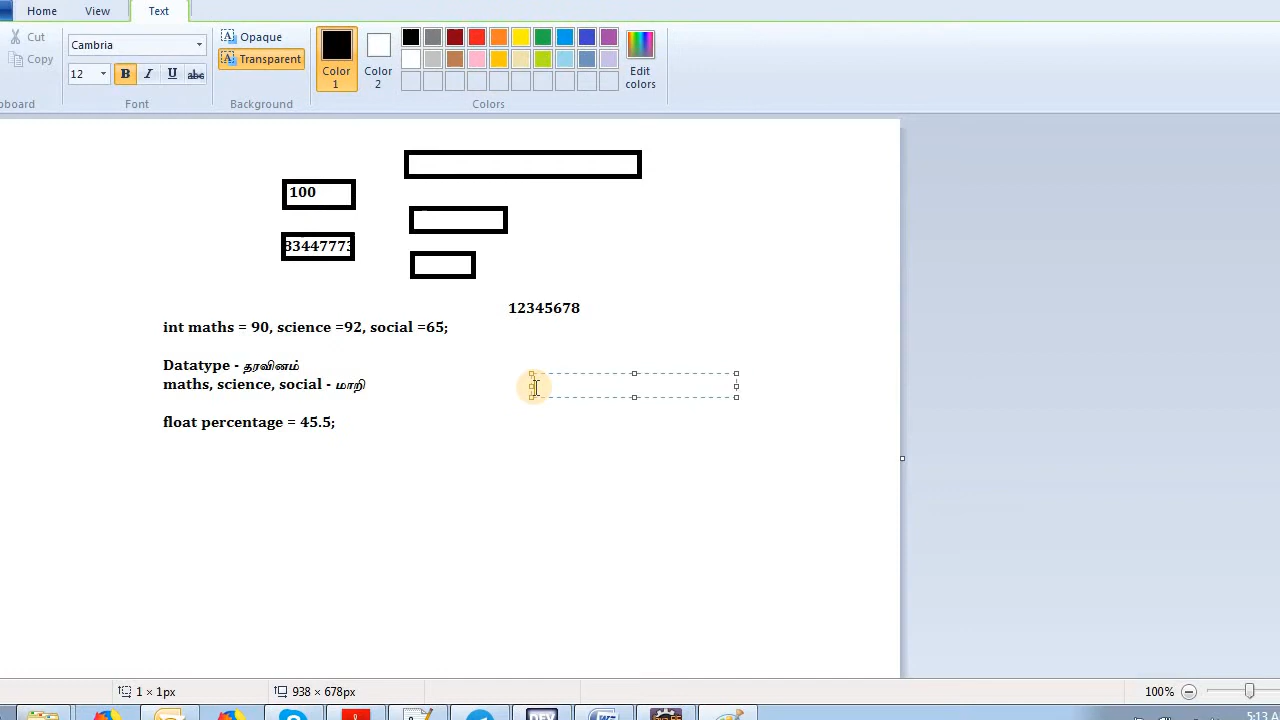 Home View Text
Cut Cambria Opaque
Copy 12 B I U abc Transparent Color 1 Color 2 Edit colors
Font Background Colors
100
83447773
12345678
int maths = 90, science =92, social =65;
Datatype - தரவினம்
maths, science, social - மாறி
float percentage = 45.5;
1 × 1px 938 × 678px 100%
DEV